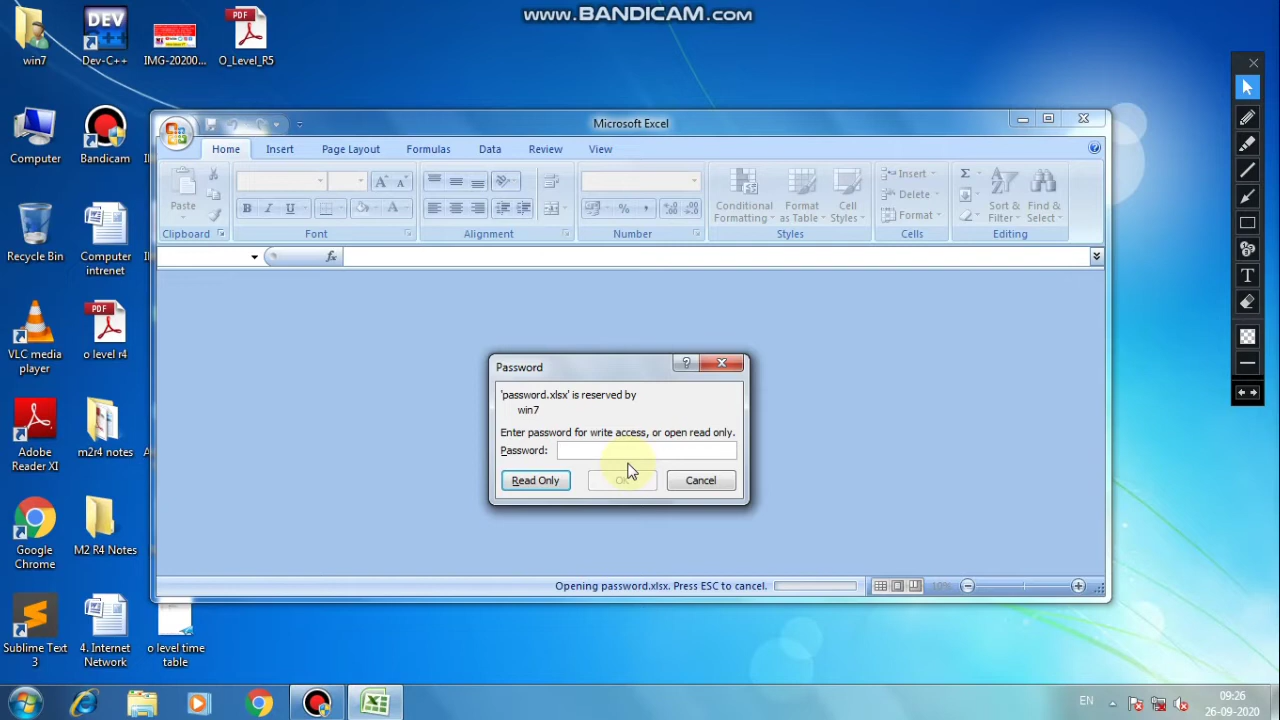 www.BANDICAM.com
win7
Dev-C++
IMG-20200...
O_Level_R5
Computer
Bandicam
Recycle Bin
Computer
intrenet
VLC media
player
o level r4
Adobe
Reader XI
m2r4 notes
Google
Chrome
M2 R4 Notes
Sublime Text
3
4. Internet
Network
o level time
table
Microsoft Excel
Home
Insert
Page Layout
Formulas
Data
Review
View
Paste
Clipboard
Font
Alignment
Number
Conditional
Formatting
Format
as Table
Cell
Styles
Styles
Insert
Delete
Format
Cells
Sort &
Filter
Find &
Select
Editing
Password
'password.xlsx' is reserved by
win7
Enter password for write access, or open read only.
Password:
Read Only
Cancel
Opening password.xlsx. Press ESC to cancel.
EN
09:26
26-09-2020